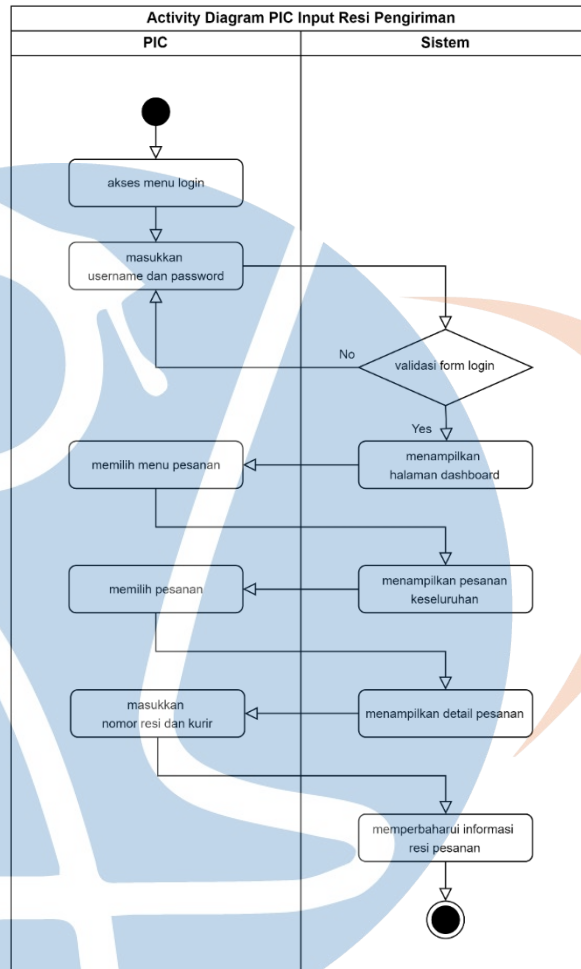 Activity Diagram PIC Input Resi Pengiriman
PIC
Sistem
akses menu login
masukkan
username dan password
No
validasi form login
Yes
memilih menu pesanan
menampilkan
halaman dashboard
memilih pesanan
menampilkan pesanan
keseluruhan
masukkan
nomor resi dan kurir
menampilkan detail pesanan
memperbaharui informasi
resi pesanan